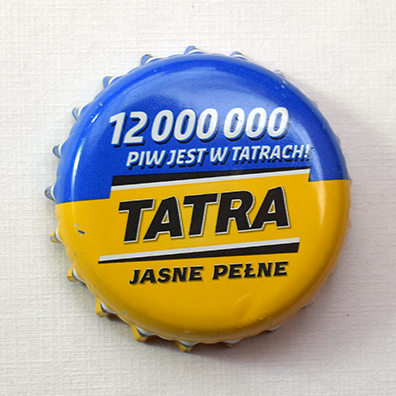 12 000 000
PIW JEST W TATRACH!
TATRA
JASNE PEŁNE